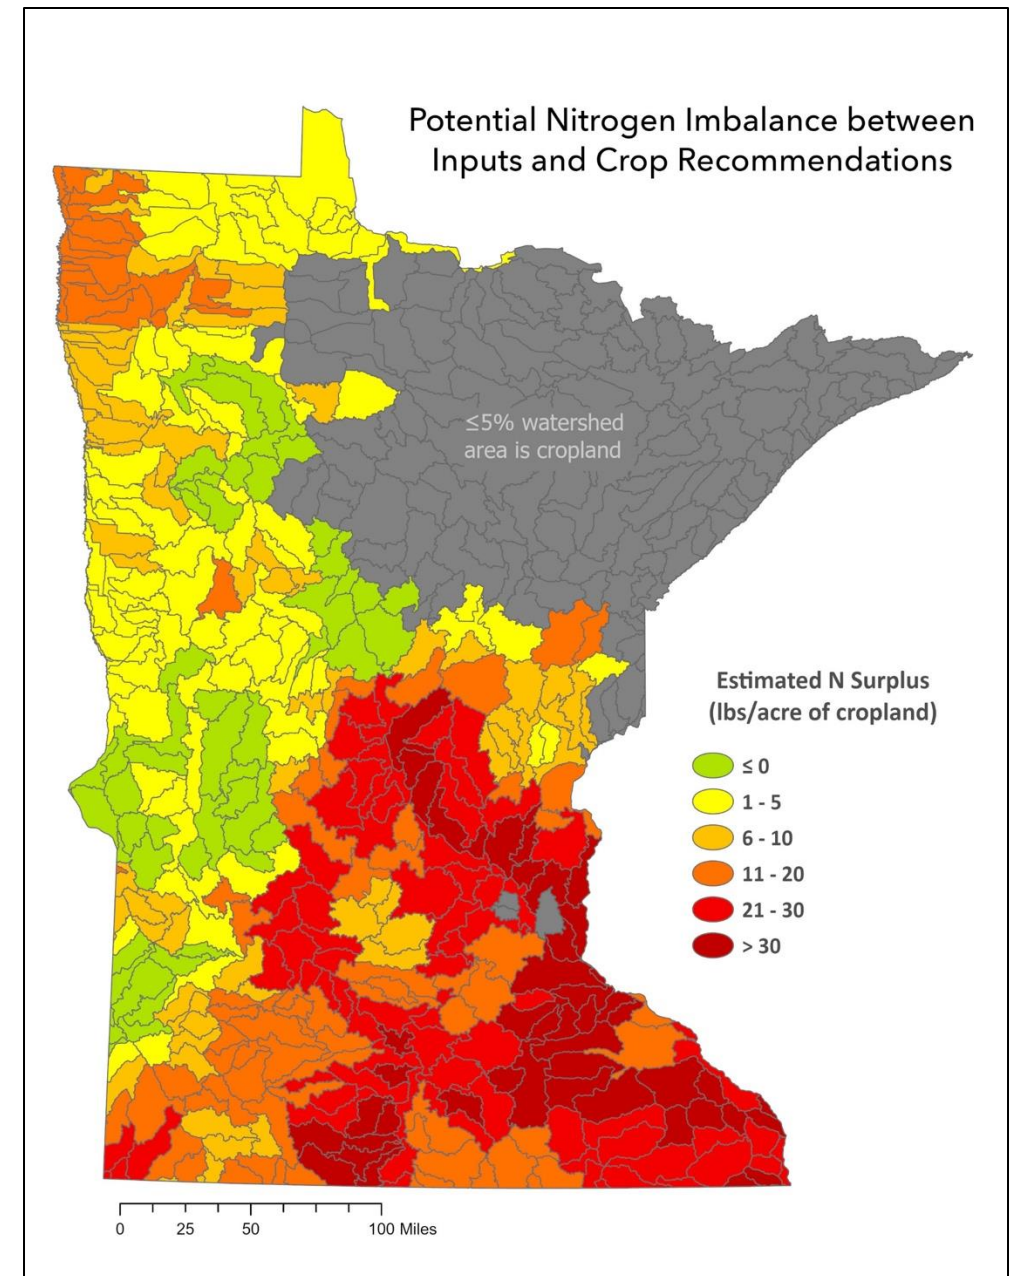 Potential Nitrogen Imbalance between
Inputs and Crop Recommendations
≤5% watershed
area is cropland
Estimated N Surplus
(lbs/acre of cropland)
≤ 0
1 - 5
6 - 10
11 - 20
21 - 30
> 30
0 25 50 100 Miles